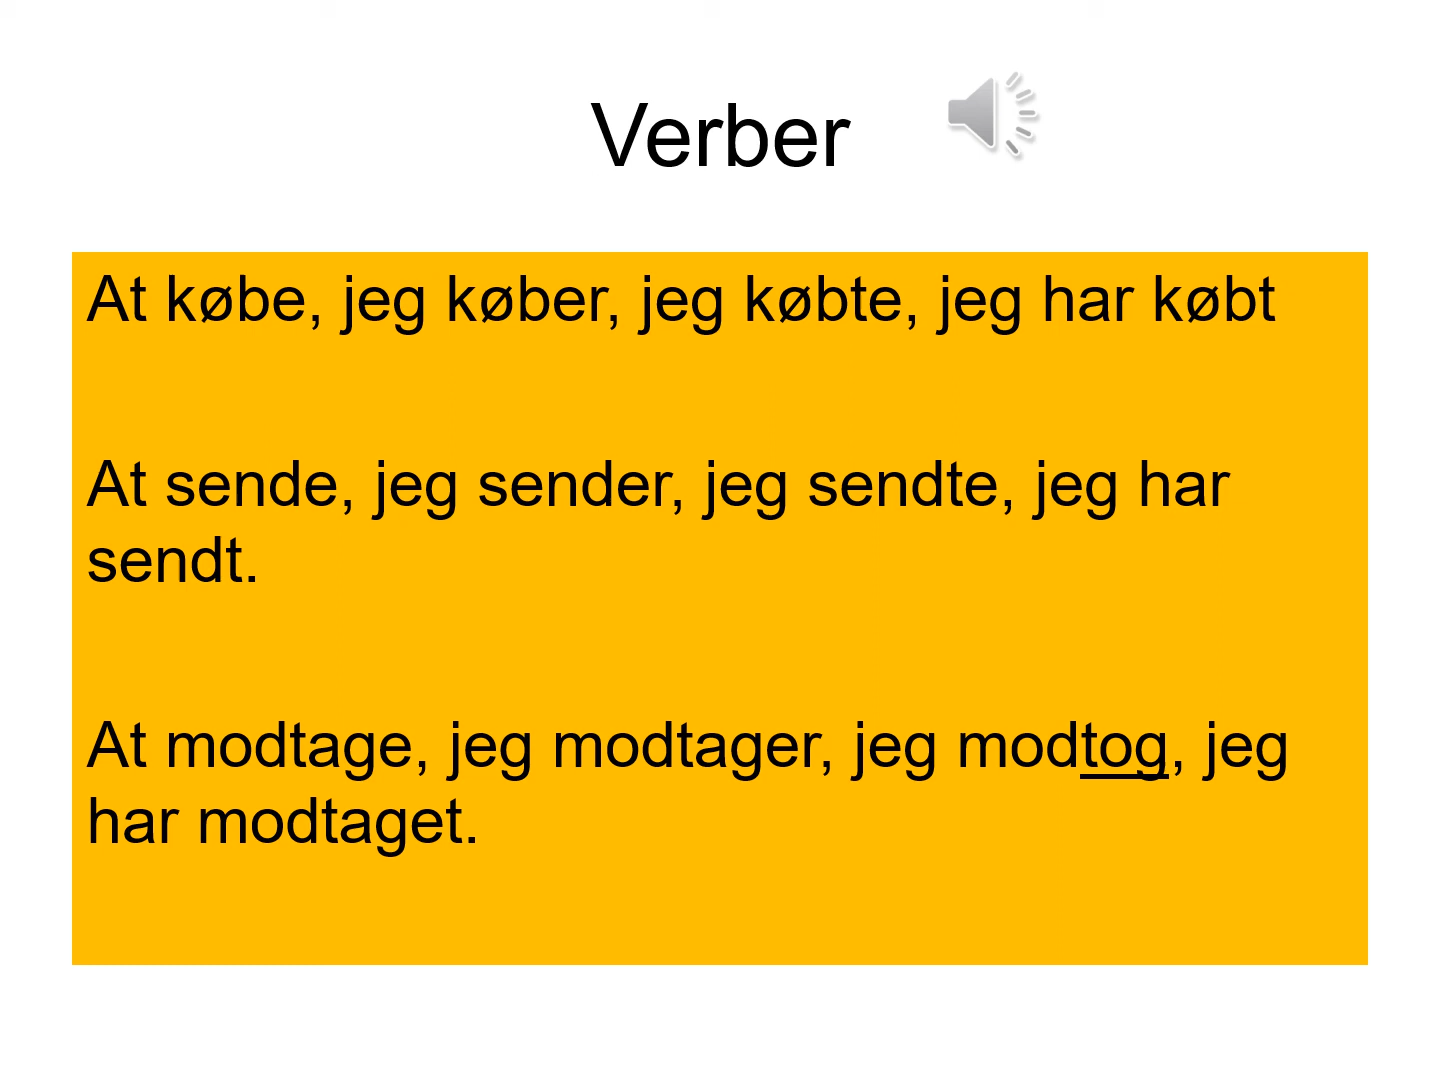 Verber
At købe, jeg køber, jeg købte, jeg har købt
At sende, jeg sender, jeg sendte, jeg har
sendt.
At modtage, jeg modtager, jeg modtog, jeg
har modtaget.